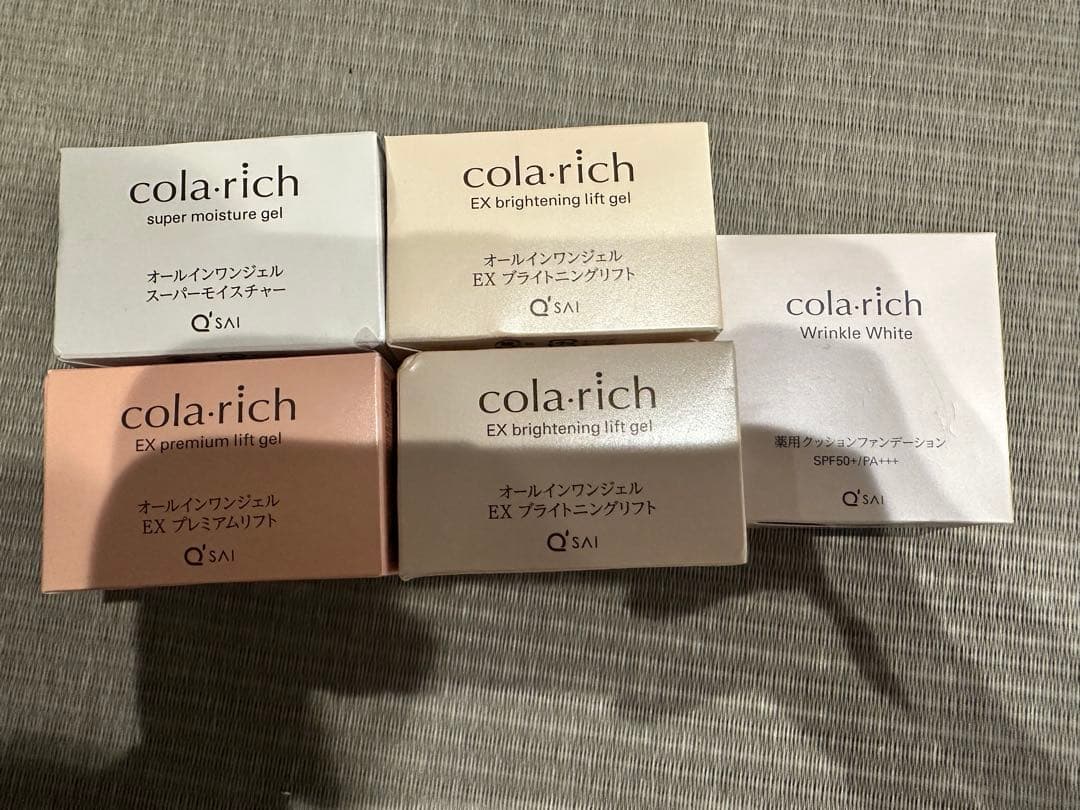 cola·rich
super moisture gel
オールインワンジェル
スーパーモイスチャー
Q'SAI
cola·rich
EX brightening lift gel
オールインワンジェル
EX ブライトニングリフト
Q'SAI
cola·rich
Wrinkle White
薬用クッションファンデーション
SPF50+/PA+++
Q'SAI
cola·rich
EX premium lift gel
オールインワンジェル
EX プレミアムリフト
Q'SAI
cola·rich
EX brightening lift gel
オールインワンジェル
EX ブライトニングリフト
Q'SAI